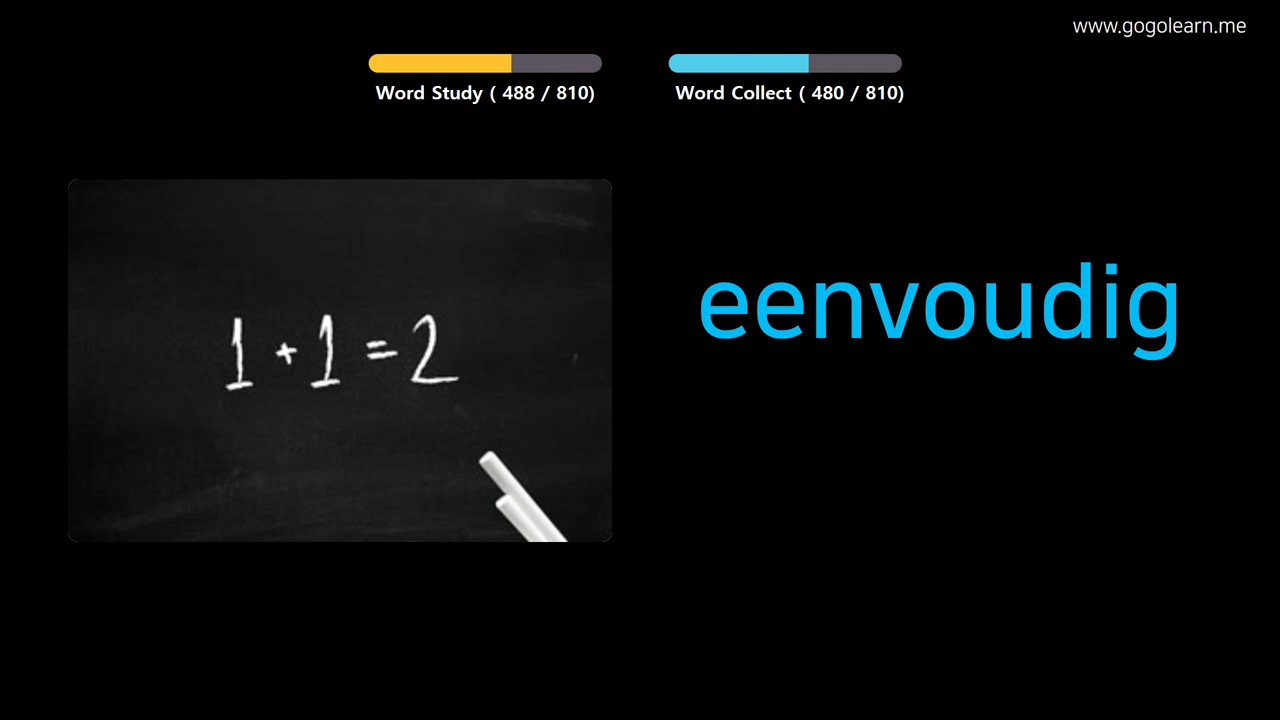 www.gogolearn.me
Word Study ( 488 / 810)
Word Collect ( 480 / 810)
1 + 1 = 2
eenvoudig